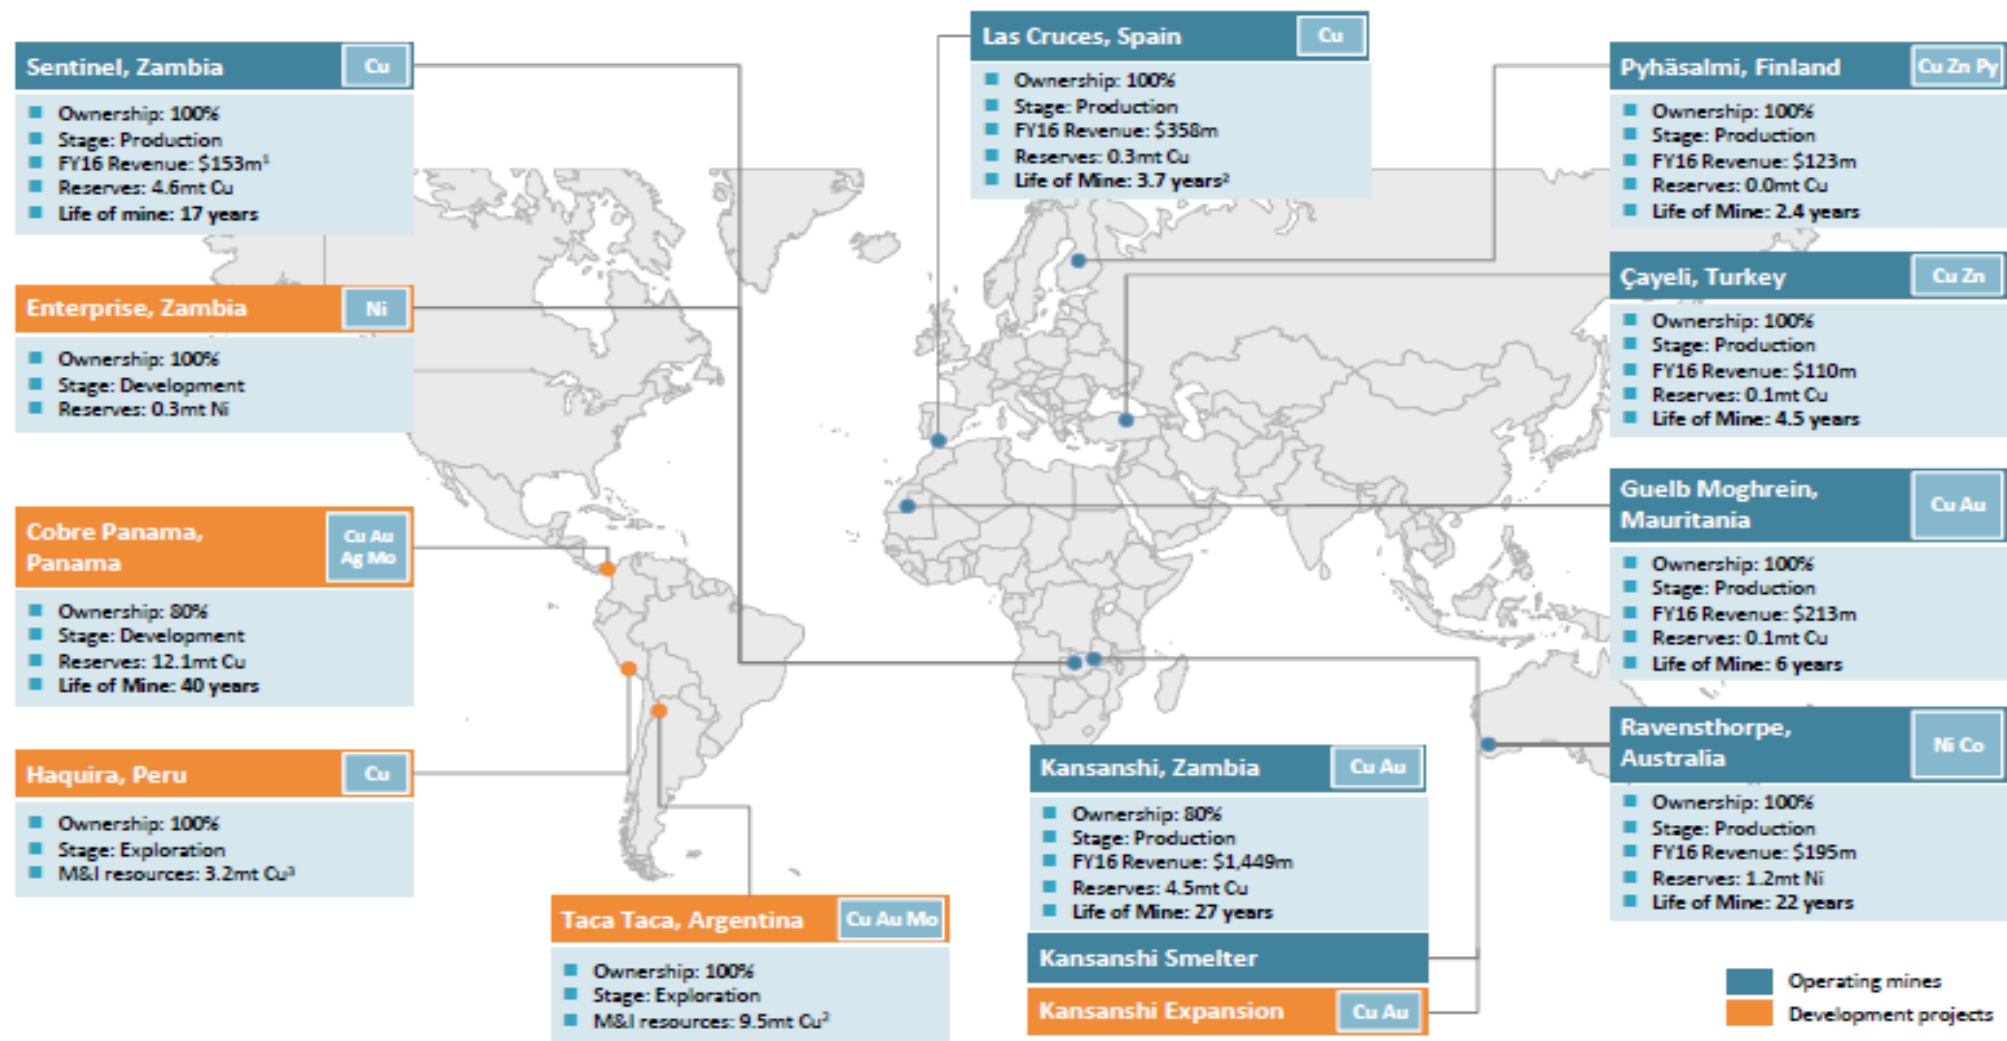 Sentinel, Zambia
Cu
Ownership: 100%
Stage: Production
FY16 Revenue: $153m¹
Reserves: 4.6mt Cu
Life of mine: 17 years
Enterprise, Zambia
Ni
Ownership: 100%
Stage: Development
Reserves: 0.3mt Ni
Cobre Panama,
Panama
Cu Au
Ag Mo
Ownership: 80%
Stage: Development
Reserves: 12.1mt Cu
Life of Mine: 40 years
Haquira, Peru
Cu
Ownership: 100%
Stage: Exploration
M&I resources: 3.2mt Cu³
Taca Taca, Argentina
Cu Au Mo
Ownership: 100%
Stage: Exploration
M&I resources: 9.5mt Cu²
Las Cruces, Spain
Cu
Ownership: 100%
Stage: Production
FY16 Revenue: $358m
Reserves: 0.3mt Cu
Life of Mine: 3.7 years²
Kansanshi, Zambia
Cu Au
Ownership: 80%
Stage: Production
FY16 Revenue: $1,449m
Reserves: 4.5mt Cu
Life of Mine: 27 years
Kansanshi Smelter
Kansanshi Expansion
Cu Au
Pyhäsalmi, Finland
Cu Zn Py
Ownership: 100%
Stage: Production
FY16 Revenue: $123m
Reserves: 0.0mt Cu
Life of Mine: 2.4 years
Çayeli, Turkey
Cu Zn
Ownership: 100%
Stage: Production
FY16 Revenue: $110m
Reserves: 0.1mt Cu
Life of Mine: 4.5 years
Guelb Moghrein,
Mauritania
Cu Au
Ownership: 100%
Stage: Production
FY16 Revenue: $213m
Reserves: 0.1mt Cu
Life of Mine: 6 years
Ravensthorpe,
Australia
Ni Co
Ownership: 100%
Stage: Production
FY16 Revenue: $195m
Reserves: 1.2mt Ni
Life of Mine: 22 years
Operating mines
Development projects